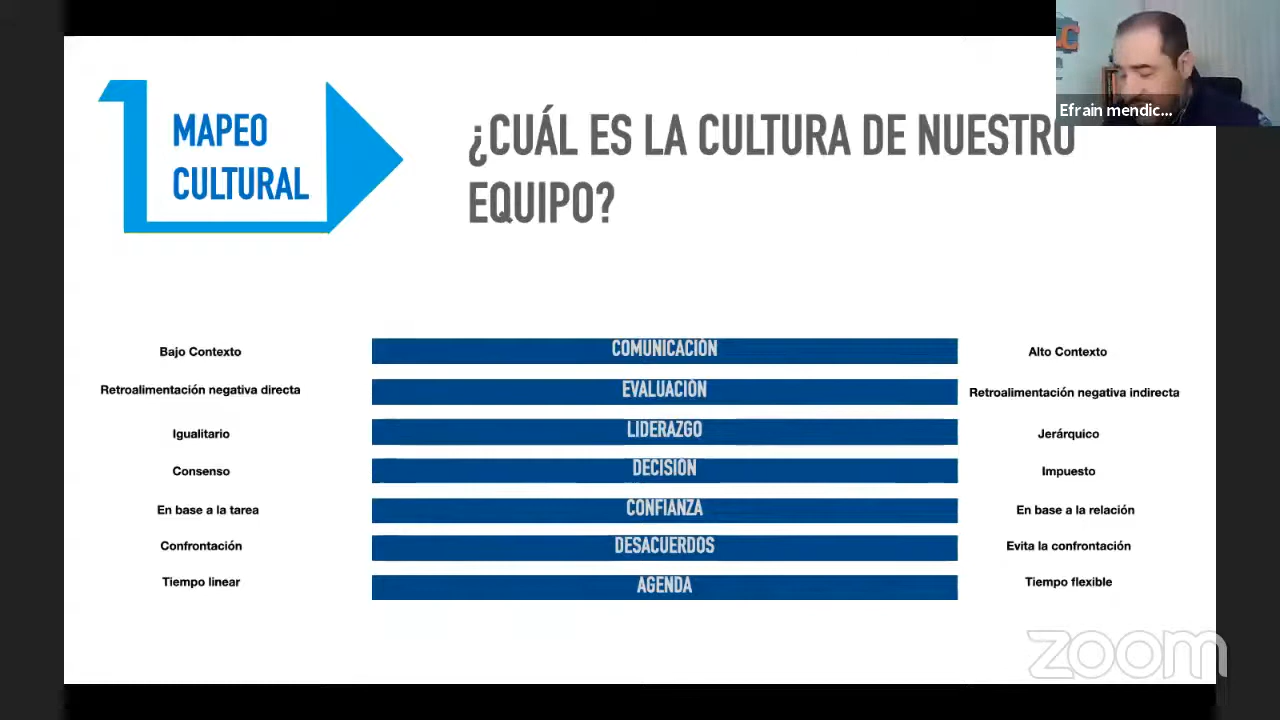 MAPEO
CULTURAL
¿CUÁL ES LA CULTURA DE NUESTRO
EQUIPO?
Efrain mendic...
Bajo Contexto COMUNICACIÓN Alto Contexto
Retroalimentación negativa directa EVALUACIÓN Retroalimentación negativa indirecta
Igualitario LIDERAZGO Jerárquico
Consenso DECISIÓN Impuesto
En base a la tarea CONFIANZA En base a la relación
Confrontación DESACUERDOS Evita la confrontación
Tiempo linear AGENDA Tiempo flexible
zoom